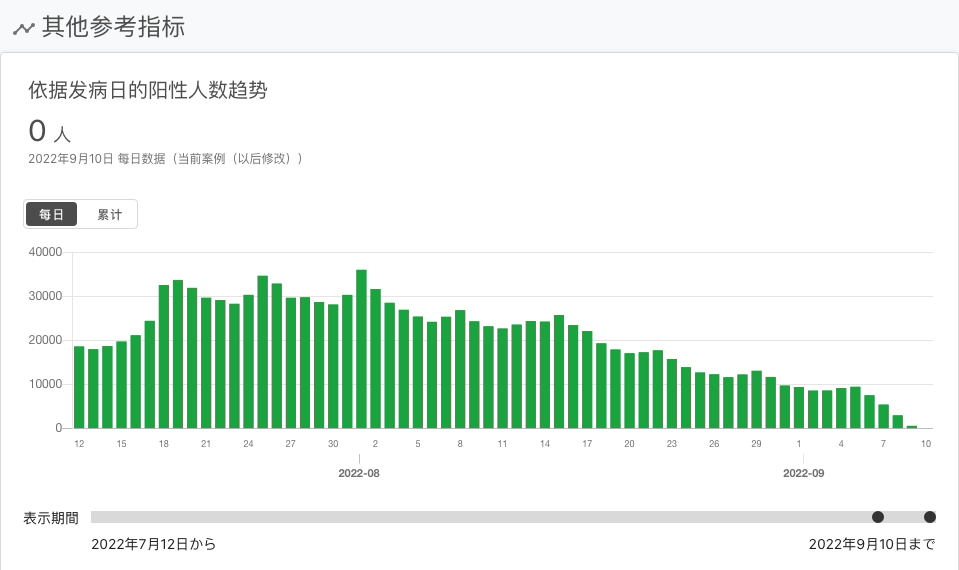 其他参考指标
依据发病日的阳性人数趋势
0 人
2022年9月10日 每日数据（当前案例（以后修改））
每日 累计
40000
30000
20000
10000
0
12 15 18 21 24 27 30 2 5 8 11 14 17 20 23 26 29 1 4 7 10
2022-08 2022-09
表示期間
2022年7月12日から 2022年9月10日まで